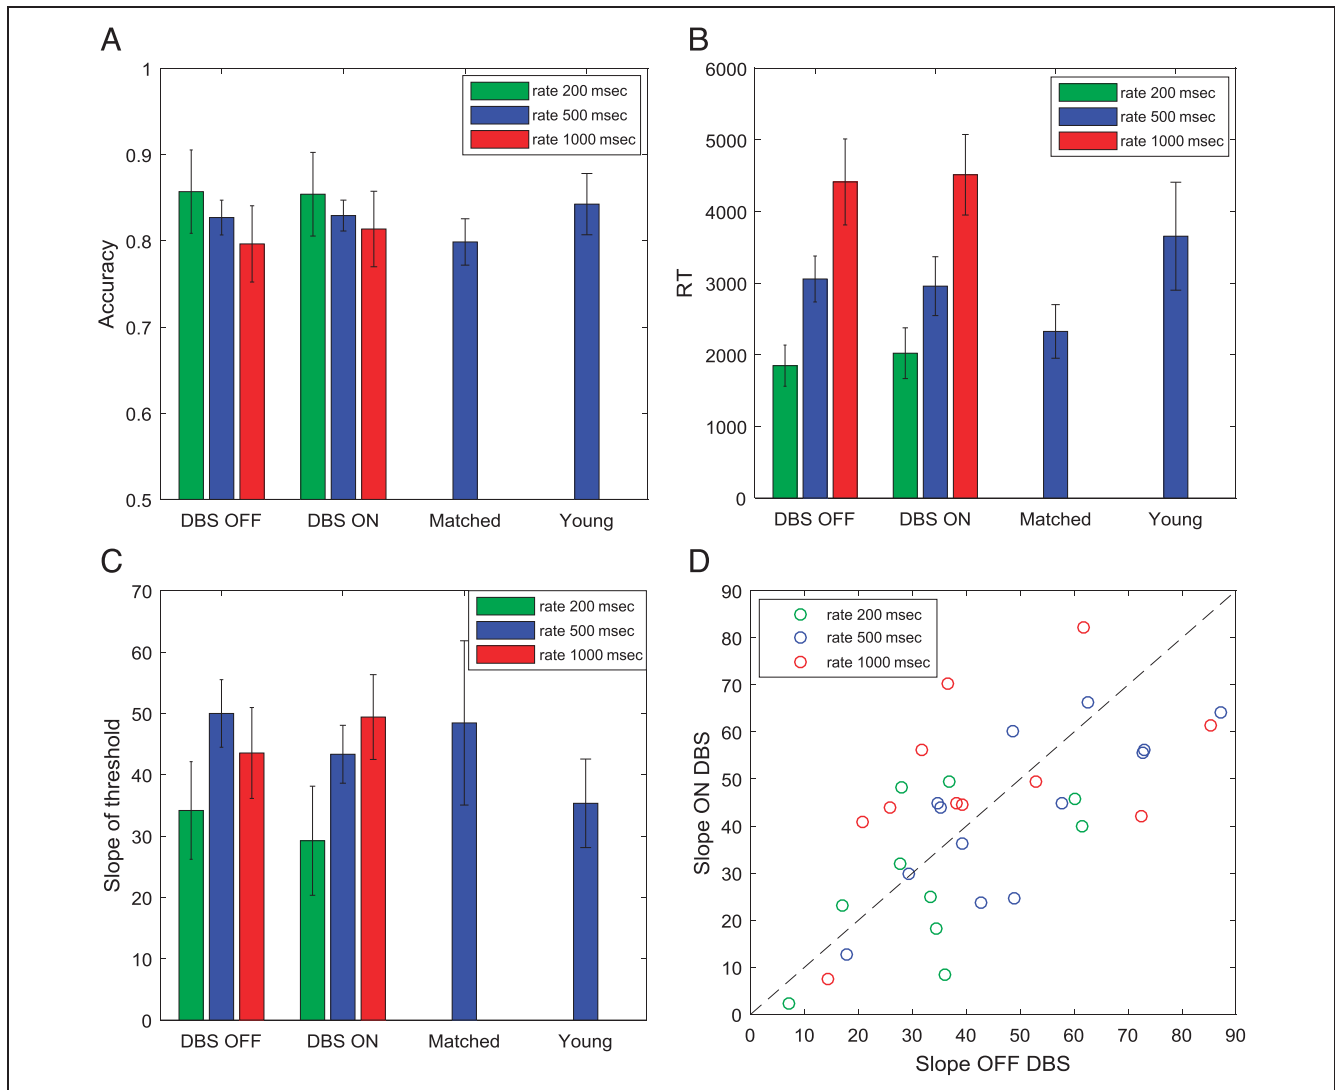 A
Accuracy
1
0.9
0.8
0.7
0.6
0.5
rate 200 msec
rate 500 msec
rate 1000 msec
DBS OFF DBS ON Matched Young
B
RT
6000
5000
4000
3000
2000
1000
0
rate 200 msec
rate 500 msec
rate 1000 msec
DBS OFF DBS ON Matched Young
C
Slope of threshold
70
60
50
40
30
20
10
0
rate 200 msec
rate 500 msec
rate 1000 msec
DBS OFF DBS ON Matched Young
D
Slope ON DBS
90
80
70
60
50
40
30
20
10
0
rate 200 msec
rate 500 msec
rate 1000 msec
0 10 20 30 40 50 60 70 80 90
Slope OFF DBS